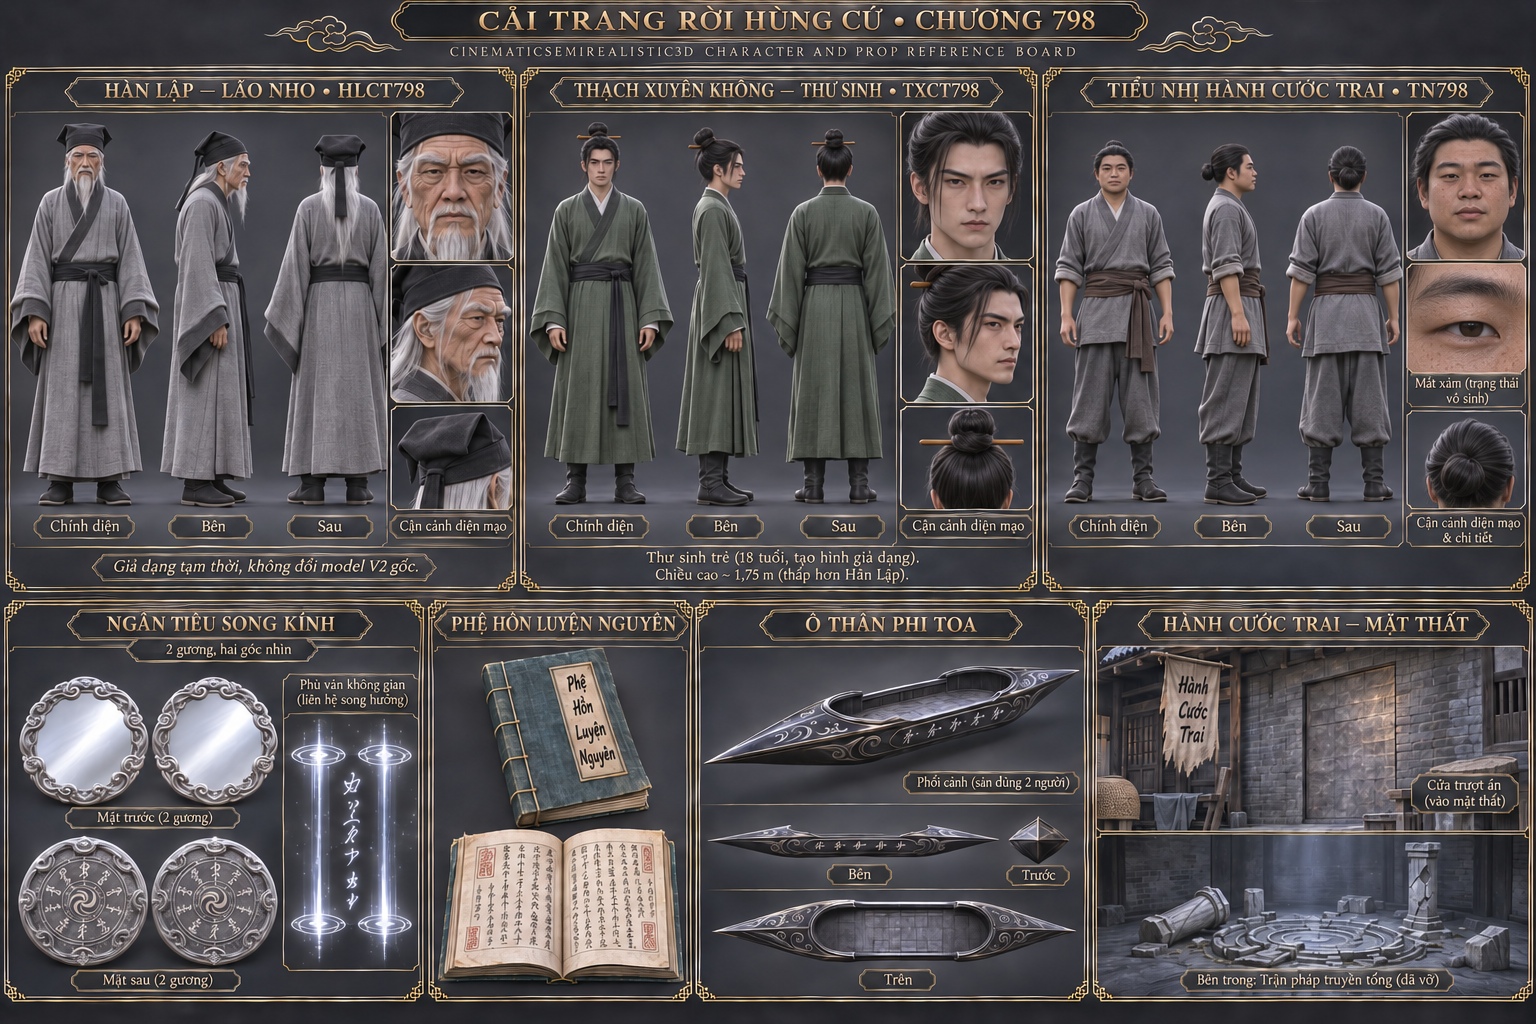 CẢI TRANG RỜI HÙNG CỨ • CHƯƠNG 798
CINEMATICSEMIREALISTIC3D CHARACTER AND PROP REFERENCE BOARD
HÀN LẬP — LÃO NHO • HLCT798
Chính diện
Bên
Sau
Cận cảnh diện mạo
Giả dạng tạm thời, không đổi model V2 gốc.
THẠCH XUYÊN KHÔNG — THƯ SINH • TXCT798
Chính diện
Bên
Sau
Cận cảnh diện mạo
Thư sinh trẻ (18 tuổi, tạo hình giả dạng).
Chiều cao ~ 1,75 m (thấp hơn Hàn Lập).
TIỂU NHỊ HÀNH CƯỚC TRAI • TN798
Mắt xám (trạng thái
vô sinh)
Chính diện
Bên
Sau
Cận cảnh diện mạo
& chi tiết
NGÂN TIÊU SONG KÍNH
2 gương, hai góc nhìn
Phù văn không gian
(liên hệ song hướng)
Mặt trước (2 gương)
Mặt sau (2 gương)
PHỆ HỒN LUYỆN NGUYÊN
Phệ
Hồn
Luyện
Nguyên
Ô THÂN PHI TOA
Phối cảnh (sàn dùng 2 người)
Bên
Trước
Trên
HÀNH CƯỚC TRAI — MẬT THẤT
Hành
Cước
Trai
Cửa trượt ẩn
(vào mật thất)
Bên trong: Trận pháp truyền tống (đã vỡ)